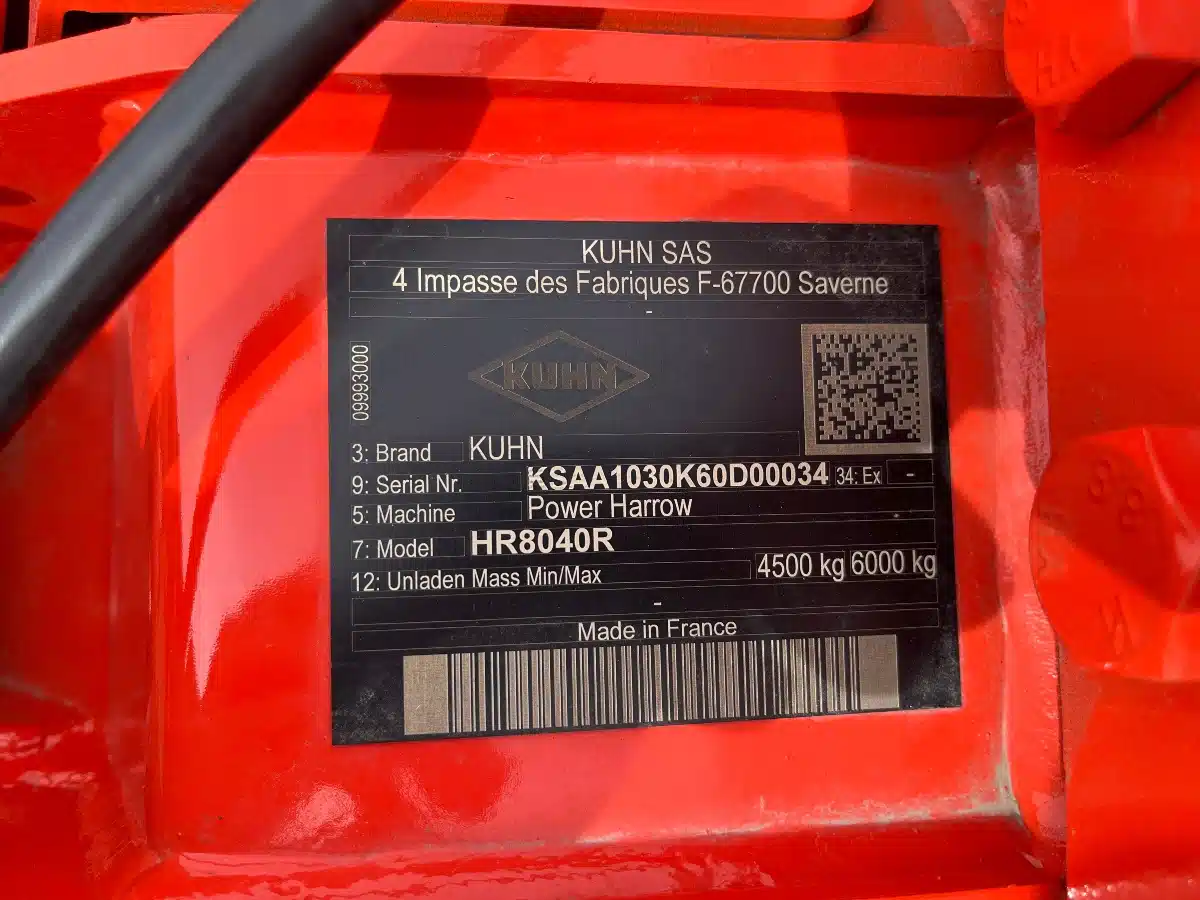 KUHN SAS
4 Impasse des Fabriques F-67700 Saverne
-
09993000
KUHN
3: Brand KUHN
9: Serial Nr. KSAA1030K60D00034 34: Ex -
5: Machine Power Harrow
7: Model HR8040R
12: Unladen Mass Min/Max 4500 kg 6000 kg
-
Made in France